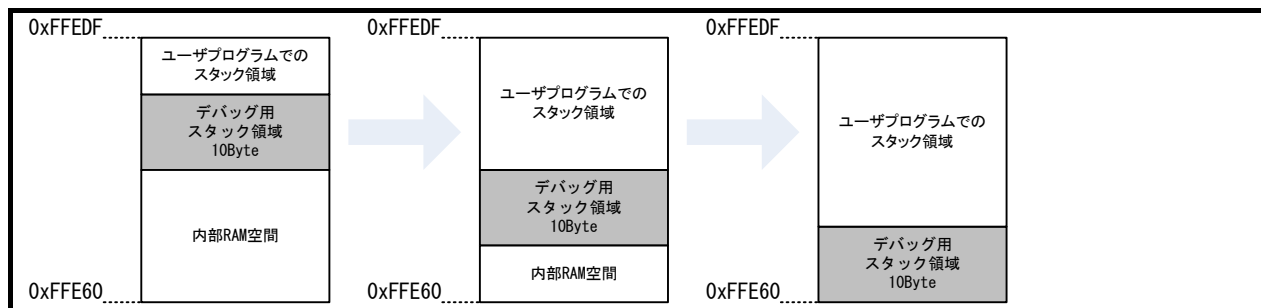 0xFFEDF
ユーザプログラムでの
スタック領域
デバッグ用
スタック領域
10Byte
内部RAM空間
0xFFE60
0xFFEDF
ユーザプログラムでの
スタック領域
デバッグ用
スタック領域
10Byte
内部RAM空間
0xFFE60
0xFFEDF
ユーザプログラムでの
スタック領域
デバッグ用
スタック領域
10Byte
0xFFE60